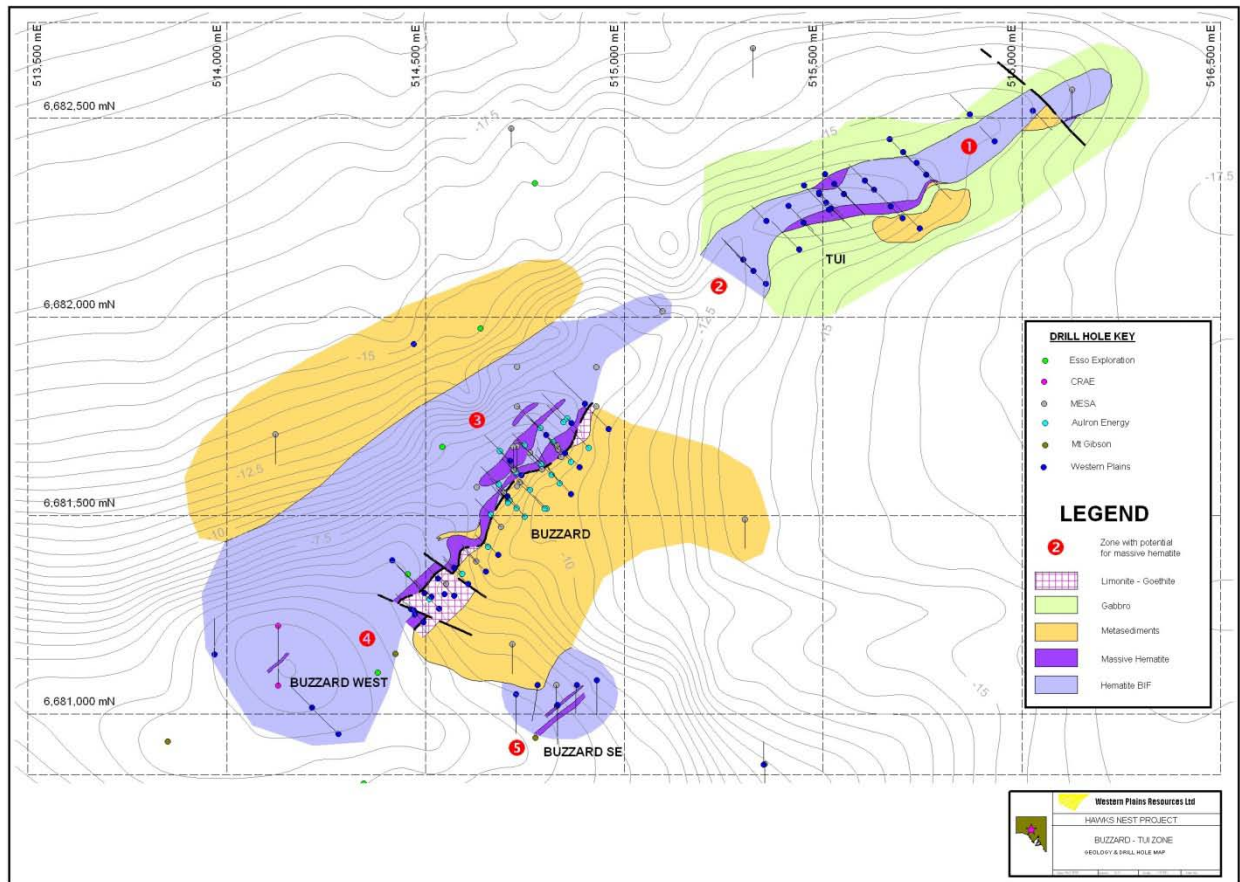 513,500 mE
514,000 mE
514,500 mE
515,000 mE
515,500 mE
516,000 mE
516,500 mE
6,682,500 mN
-17.5
-15
1
-17.5
TUI
2
6,682,000 mN
-12.5
-15
-15
3
-12.5
6,681,500 mN
BUZZARD
-10
-7.5
-10
4
BUZZARD WEST
-15
6,681,000 mN
5
BUZZARD SE
DRILL HOLE KEY
Esso Exploration
CRAE
MESA
AuIron Energy
Mt Gibson
Western Plains
LEGEND
2
Zone with potential
for massive hematite
Limonite - Goethite
Gabbro
Metasediments
Massive Hematite
Hematite BIF
Western Plains Resources Ltd
HAWKS NEST PROJECT
BUZZARD - TUI ZONE
GEOLOGY & DRILL HOLE MAP